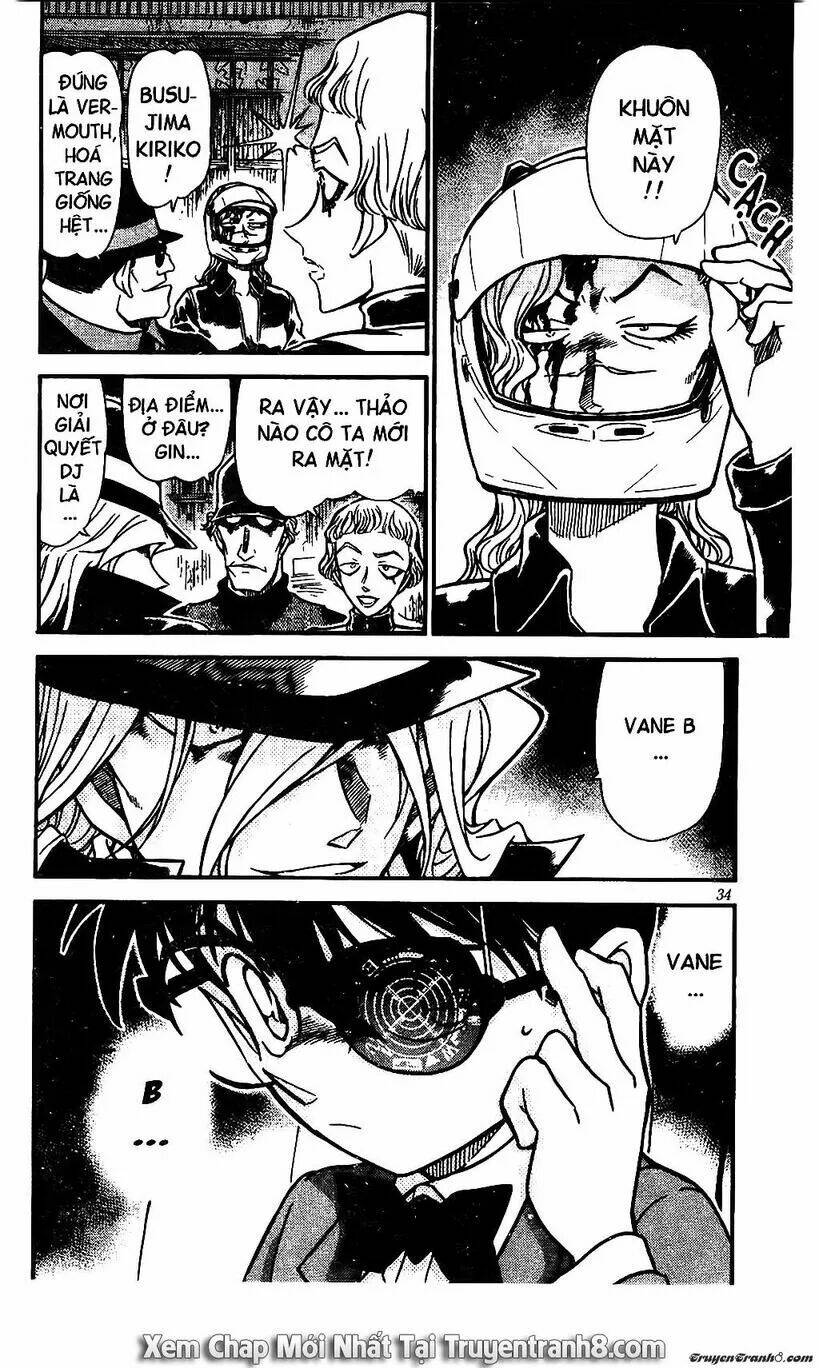 KHUÔN
MẶT
NÀY
!!
CẠCH
BUSU-
JIMA
KIRIKO
!
ĐÚNG
LÀ VER-
MOUTH,
HOÁ
TRANG
GIỐNG
HỆT...
RA VẬY... THẢO
NÀO CÔ TA MỚI
RA MẶT!
ĐỊA ĐIỂM...
Ở ĐÂU?
GIN...
NƠI
GIẢI
QUYẾT
DJ
LÀ
...
VANE B
...
34
VANE
...
B
...
Xem Chap Mới Nhất Tại Truyentranh8.com
TruyenTranh8.com